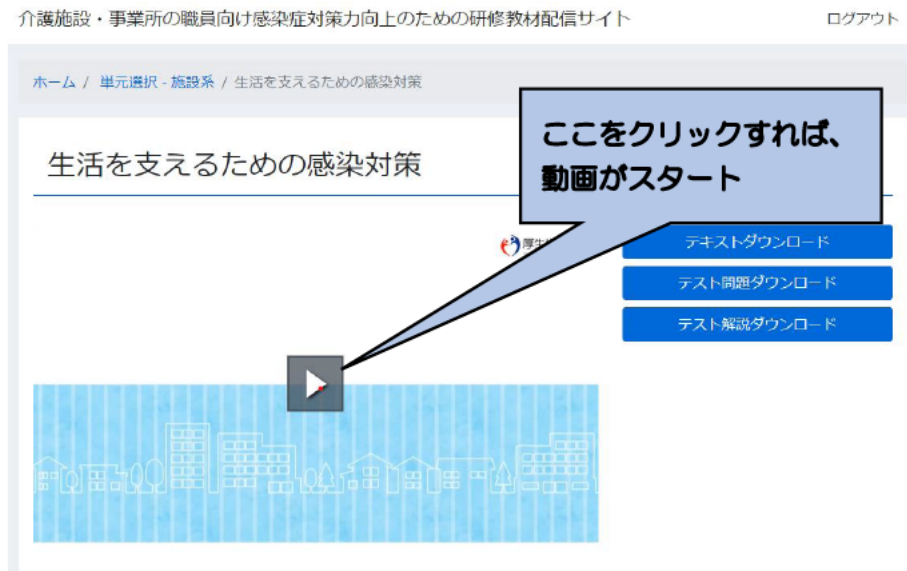 介護施設・事業所の職員向け感染症対策力向上のための研修教材配信サイト ログアウト
ホーム / 単元選択 - 施設系 / 生活を支えるための感染対策
ここをクリックすれば、
動画がスタート
生活を支えるための感染対策
厚生
テキストダウンロード
テスト問題ダウンロード
テスト解説ダウンロード